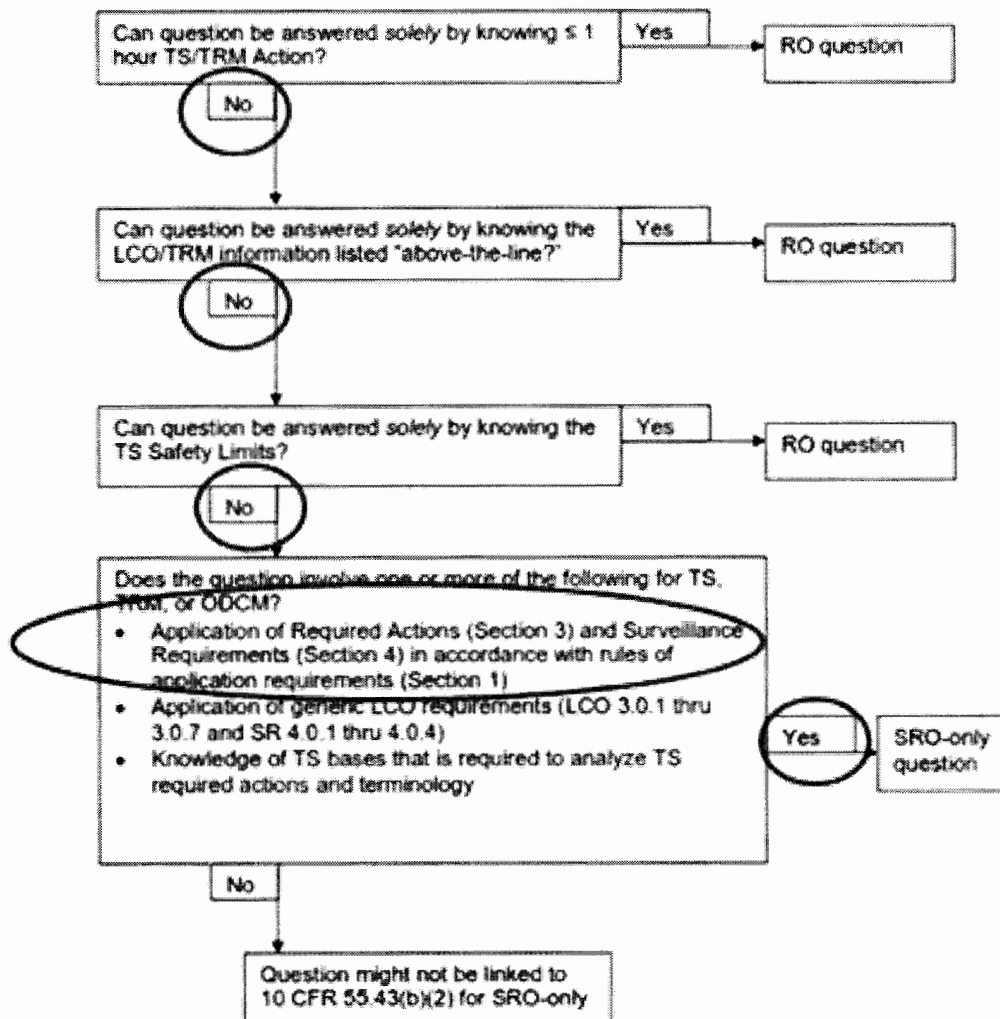 Can question be answered solely by knowing ≤ 1
hour TS/TRM Action?
Yes
RO question
No
Can question be answered solely by knowing the
LCO/TRM information listed "above-the-line?"
Yes
RO question
No
Can question be answered solely by knowing the
TS Safety Limits?
Yes
RO question
No
Does the question involve one or more of the following for TS,
TRM, or ODCM?
• Application of Required Actions (Section 3) and Surveillance
Requirements (Section 4) in accordance with rules of
application requirements (Section 1)
• Application of generic LCO requirements (LCO 3.0.1 thru
3.0.7 and SR 4.0.1 thru 4.0.4)
• Knowledge of TS bases that is required to analyze TS
required actions and terminology
Yes
SRO-only
question
No
Question might not be linked to
10 CFR 55.43(b)(2) for SRO-only